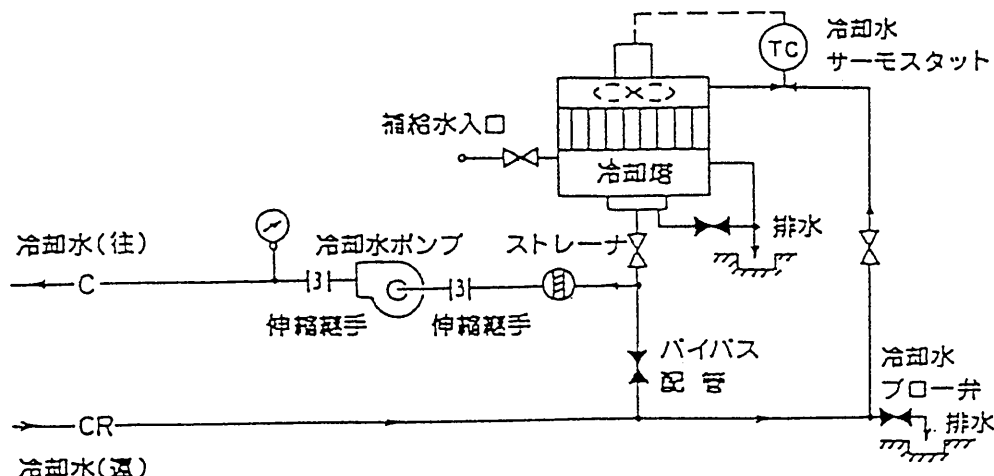 冷却水
サーモスタット
TC
補給水入口
冷却塔
排水
冷却水(往)
冷却水ポンプ
ストレーナ
C
伸縮継手
伸縮継手
バイパス
配管
冷却水
ブロー弁
排水
CR
冷却水(還)